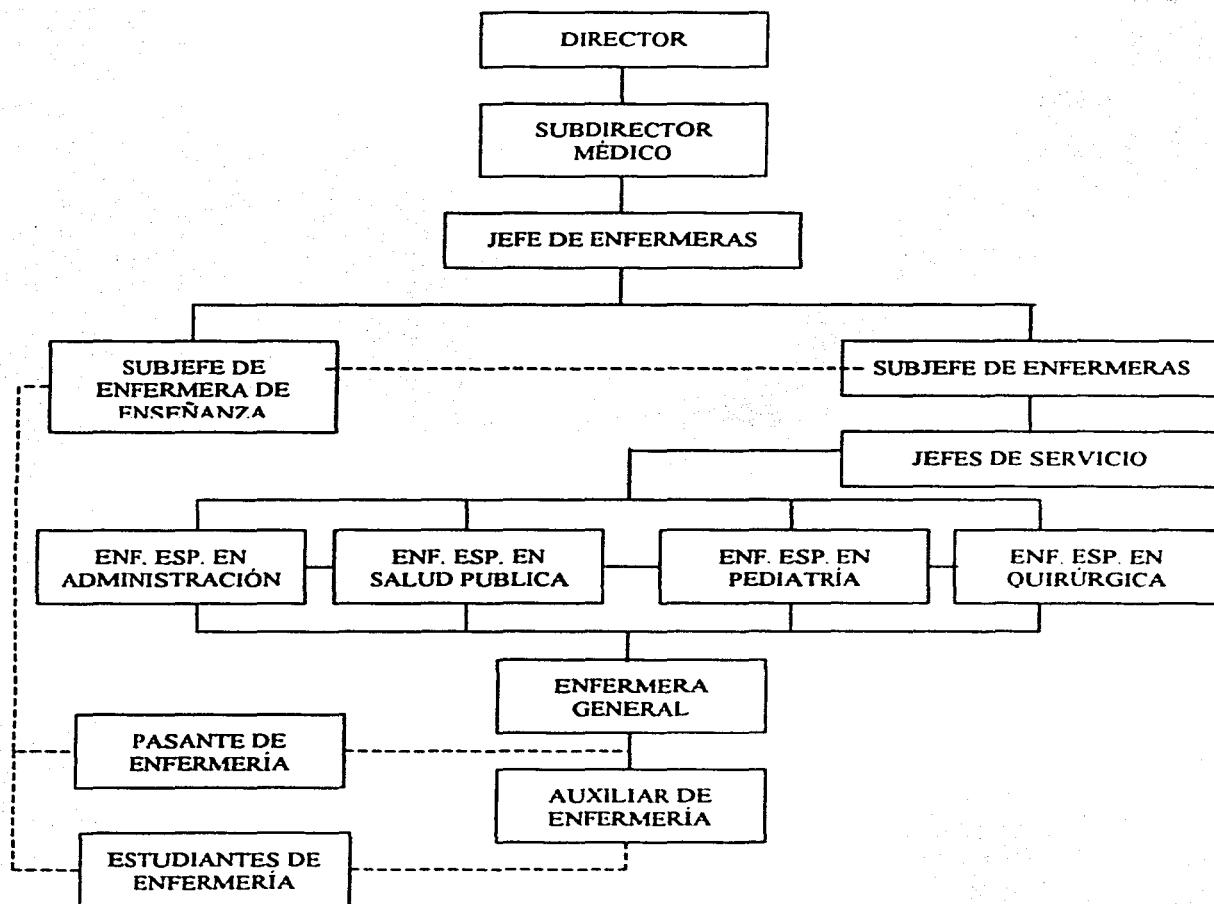 DIRECTOR
SUBDIRECTOR
MÉDICO
JEFE DE ENFERMERAS
SUBJEFE DE
ENFERMERA DE
ENSEÑANZA
SUBJEFE DE ENFERMERAS
JEFES DE SERVICIO
ENF. ESP. EN
ADMINISTRACIÓN
ENF. ESP. EN
SALUD PUBLICA
ENF. ESP. EN
PEDIATRÍA
ENF. ESP. EN
QUIRÚRGICA
ENFERMERA
GENERAL
PASANTE DE
ENFERMERÍA
AUXILIAR DE
ENFERMERÍA
ESTUDIANTES DE
ENFERMERÍA